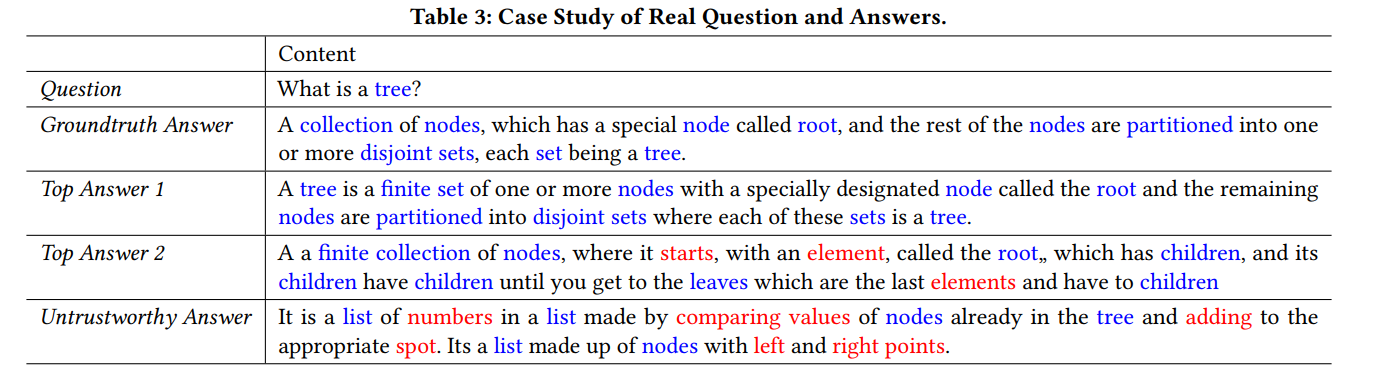 Table 3: Case Study of Real Question and Answers.
Content
Question What is a tree?
Groundtruth Answer A collection of nodes, which has a special node called root, and the rest of the nodes are partitioned into one
or more disjoint sets, each set being a tree.
Top Answer 1 A tree is a finite set of one or more nodes with a specially designated node called the root and the remaining
nodes are partitioned into disjoint sets where each of these sets is a tree.
Top Answer 2 A a finite collection of nodes, where it starts, with an element, called the root,, which has children, and its
children have children until you get to the leaves which are the last elements and have to children
Untrustworthy Answer It is a list of numbers in a list made by comparing values of nodes already in the tree and adding to the
appropriate spot. Its a list made up of nodes with left and right points.